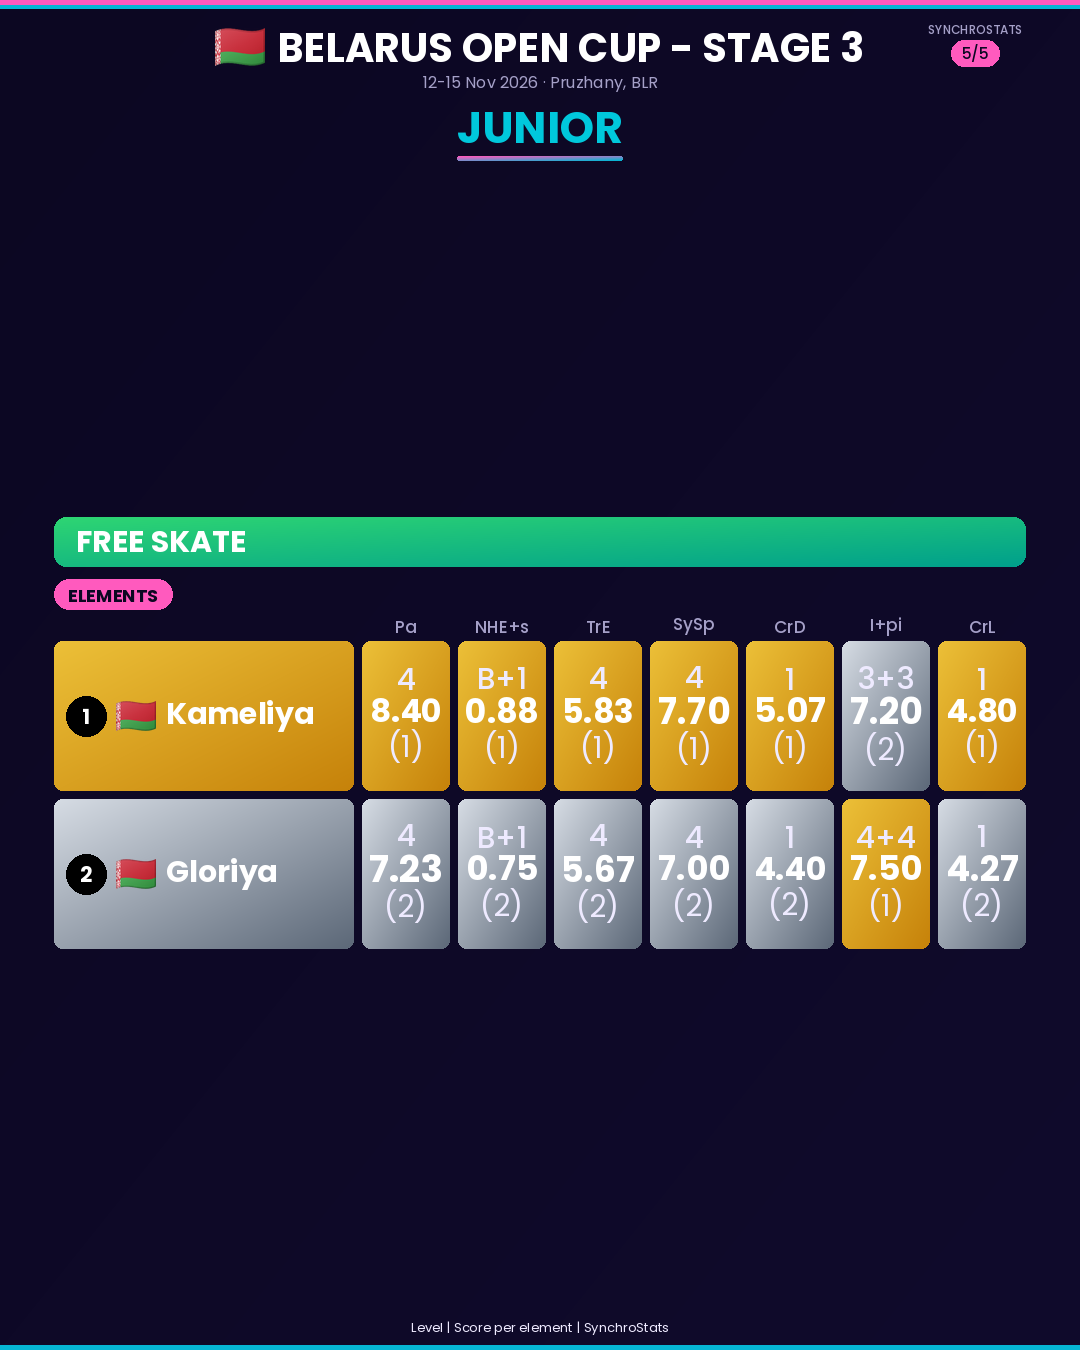 BELARUS OPEN CUP - STAGE 3
SYNCHROSTATS
5/5
12-15 Nov 2026 · Pruzhany, BLR
JUNIOR
FREE SKATE
ELEMENTS
Pa NHE+s TrE SySp CrD I+pi CrL
1 Kameliya
4 B+1 4 4 1 3+3 1
8.40 0.88 5.83 7.70 5.07 7.20 4.80
(1) (1) (1) (1) (1) (2) (1)
2 Gloriya
4 B+1 4 4 1 4+4 1
7.23 0.75 5.67 7.00 4.40 7.50 4.27
(2) (2) (2) (2) (2) (1) (2)
Level | Score per element | SynchroStats